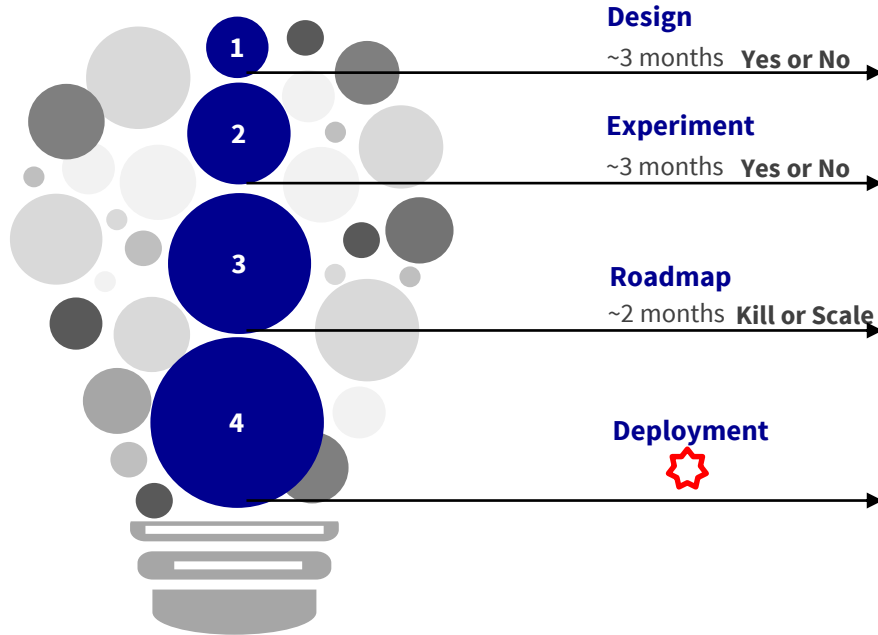 1
Design
~3 months Yes or No
2
Experiment
~3 months Yes or No
3
Roadmap
~2 months Kill or Scale
4
Deployment